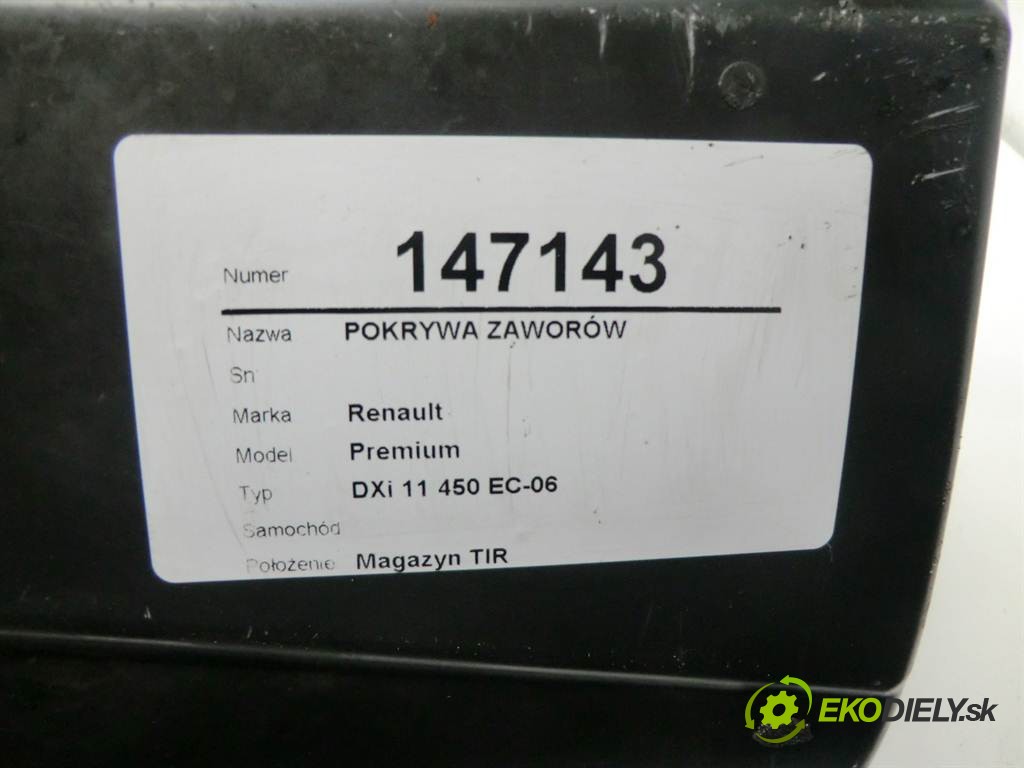 Numer 147143
Nazwa POKRYWA ZAWORÓW
Sn
Marka Renault
Model Premium
Typ DXi 11 450 EC-06
Samochód
Położenie Magazyn TIR
EKODIELY.sk